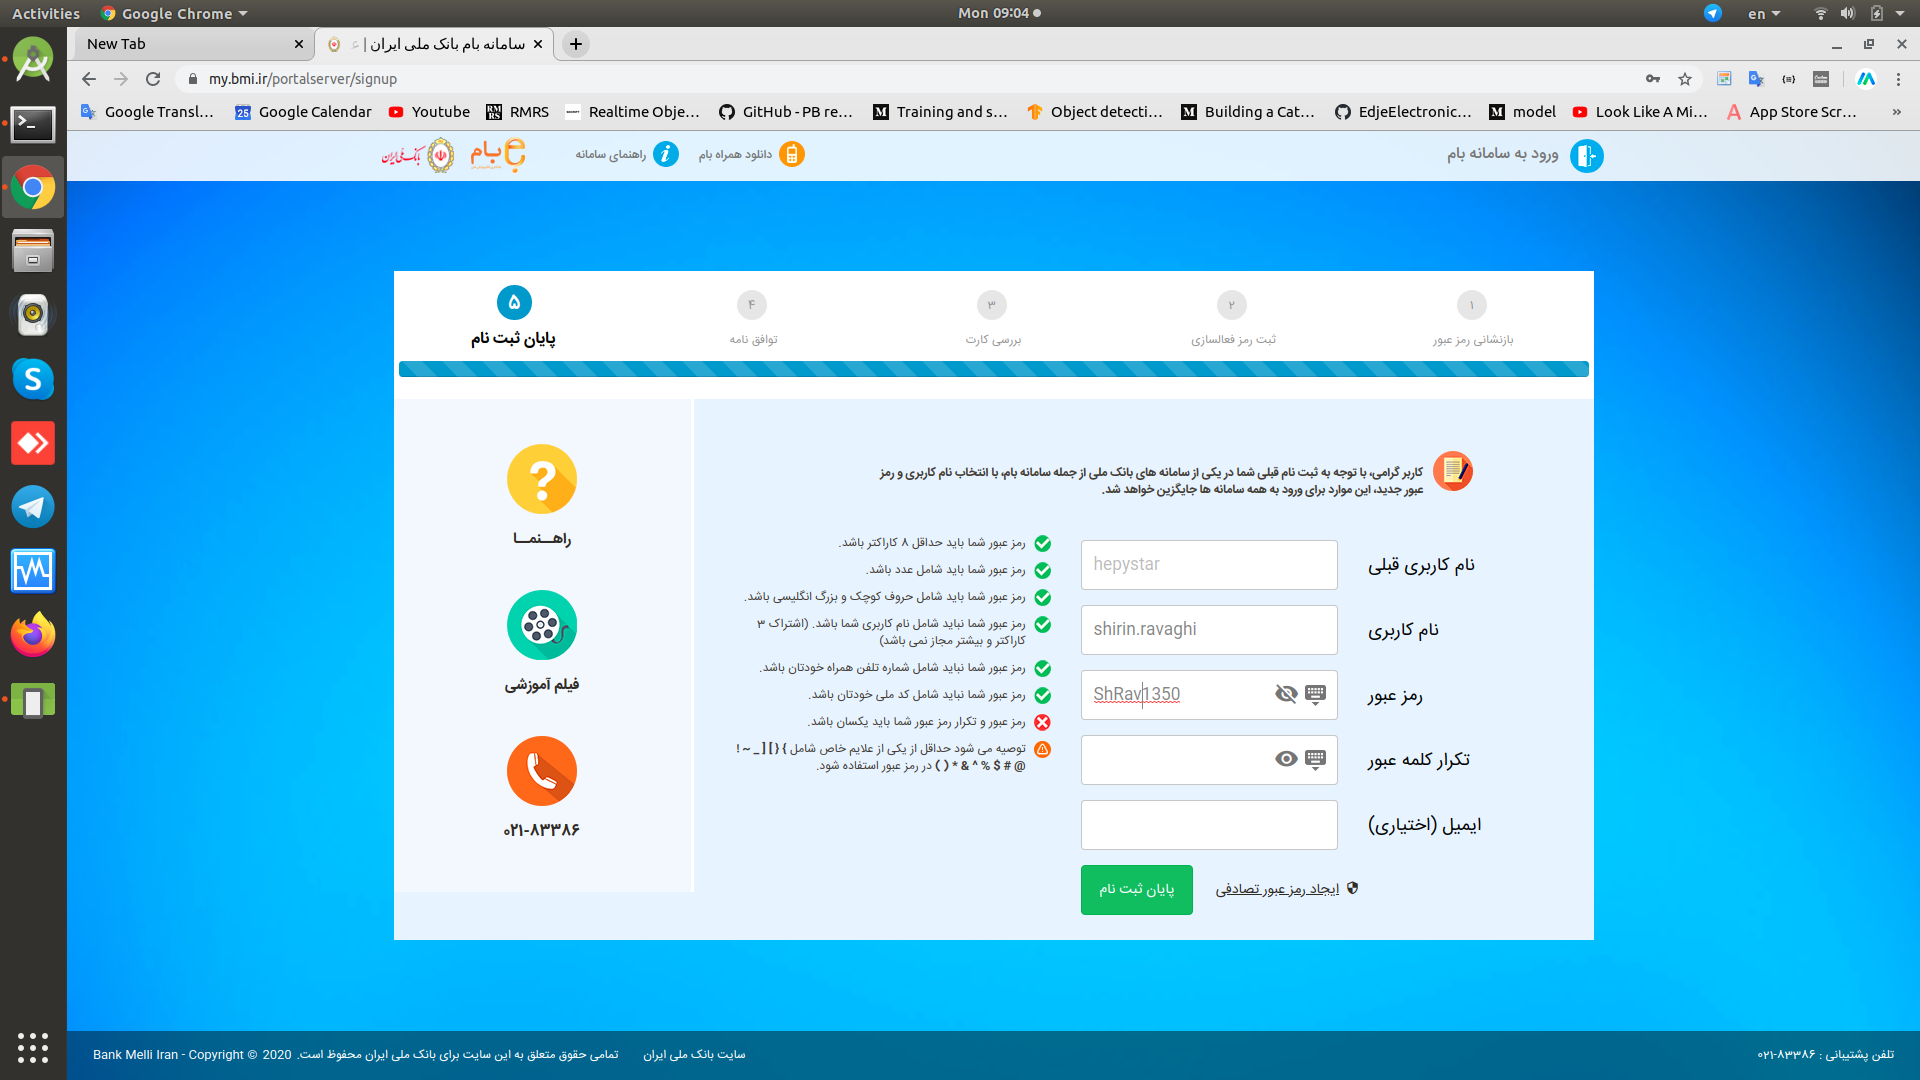 Activities
Google Chrome
Mon 09:04
en
New Tab
سامانه بام بانک ملی ایران | ع
my.bmi.ir/portalserver/signup
Google Transl...
Google Calendar
Youtube
RMRS
Realtime Obje...
GitHub - PB re...
Training and s...
Object detecti...
Building a Cat...
EdjeElectronic...
model
Look Like A Mi...
App Store Scr...
»
ورود به سامانه بام
دانلود همراه بام
راهنمای سامانه
بام
بانک ملی ایران
۱
۲
۳
۴
۵
بازنشانی رمز عبور
ثبت رمز فعالسازی
بررسی کارت
توافق نامه
پایان ثبت نام
کاربر گرامی، با توجه به ثبت نام قبلی شما در یکی از سامانه های بانک ملی از جمله سامانه بام، با انتخاب نام کاربری و رمز
عبور جدید، این موارد برای ورود به همه سامانه ها جایگزین خواهد شد.
نام کاربری قبلی
hepystar
نام کاربری
shirin.ravaghi
رمز عبور
ShRav1350
تکرار کلمه عبور
ایمیل (اختیاری)
ایجاد رمز عبور تصادفی
پایان ثبت نام
رمز عبور شما باید حداقل ۸ کاراکتر باشد.
رمز عبور شما باید شامل عدد باشد.
رمز عبور شما باید شامل حروف کوچک و بزرگ انگلیسی باشد.
رمز عبور شما نباید شامل نام کاربری شما باشد. (اشتراک ۳
کاراکتر و بیشتر مجاز نمی باشد)
رمز عبور شما نباید شامل شماره تلفن همراه خودتان باشد.
رمز عبور شما نباید شامل کد ملی خودتان باشد.
رمز عبور و تکرار رمز عبور شما باید یکسان باشد.
توصیه می شود حداقل از یکی از علایم خاص شامل } { ] [ _ ~ !
@ # $ % ^ & * ( ) در رمز عبور استفاده شود.
راهــنمــا
فیلم آموزشی
۰۲۱-۸۳۳۸۶
تلفن پشتیبانی : ۸۳۳۸۶-۰۲۱
سایت بانک ملی ایران
تمامی حقوق متعلق به این سایت برای بانک ملی ایران محفوظ است.
Bank Melli Iran - Copyright © 2020